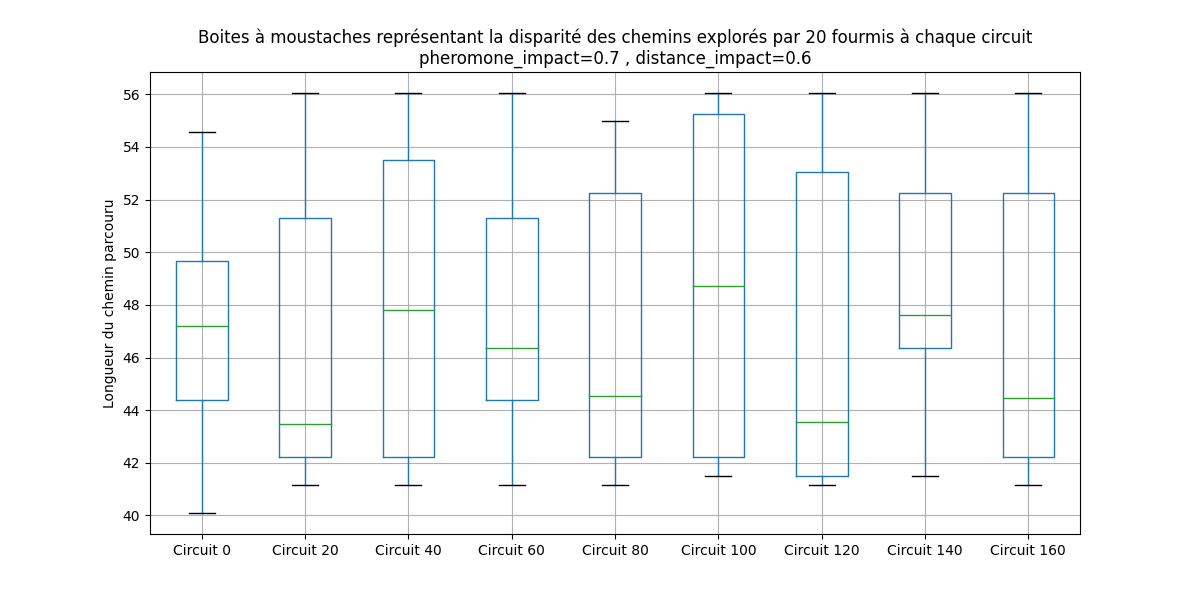 Boites à moustaches représentant la disparité des chemins explorés par 20 fourmis à chaque circuit
pheromone_impact=0.7 , distance_impact=0.6
Longueur du chemin parcouru
56
54
52
50
48
46
44
42
40
Circuit 0 Circuit 20 Circuit 40 Circuit 60 Circuit 80 Circuit 100 Circuit 120 Circuit 140 Circuit 160